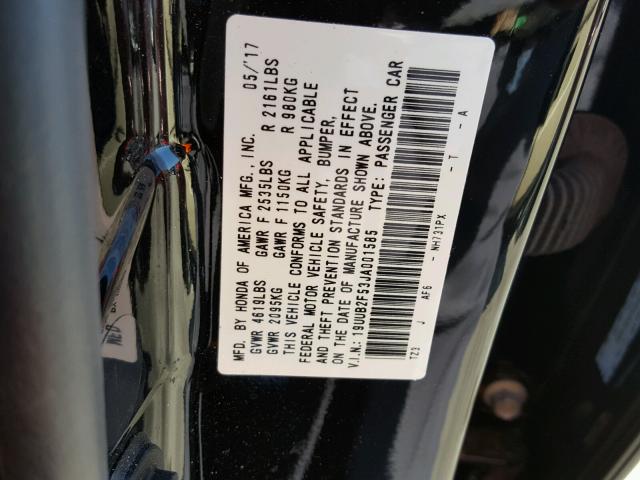 MFD. BY HONDA OF AMERICA MFG., INC. 05/'17
GVWR 4619LBS GAWR F 2535LBS R 2161LBS
GVWR 2095KG GAWR F 1150KG R 980KG
THIS VEHICLE CONFORMS TO ALL APPLICABLE
FEDERAL MOTOR VEHICLE SAFETY, BUMPER,
AND THEFT PREVENTION STANDARDS IN EFFECT
ON THE DATE OF MANUFACTURE SHOWN ABOVE.
V.I.N.: 19UUB2F53JA001585 TYPE: PASSENGER CAR
TZ3 J AF6 - NH731PX - T - A